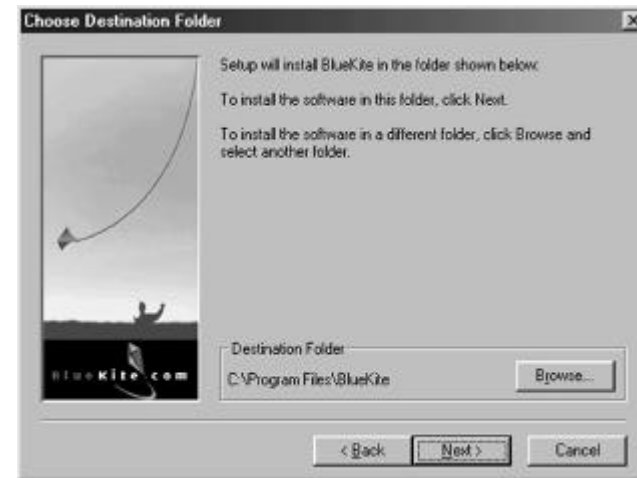 Choose Destination Folder
Setup will install BlueKite in the folder shown below.
To install the software in this folder, click Next.
To install the software in a different folder, click Browse and
select another folder.
BlueKite.com
Destination Folder
C:\Program Files\BlueKite
Browse...
< Back
Next >
Cancel